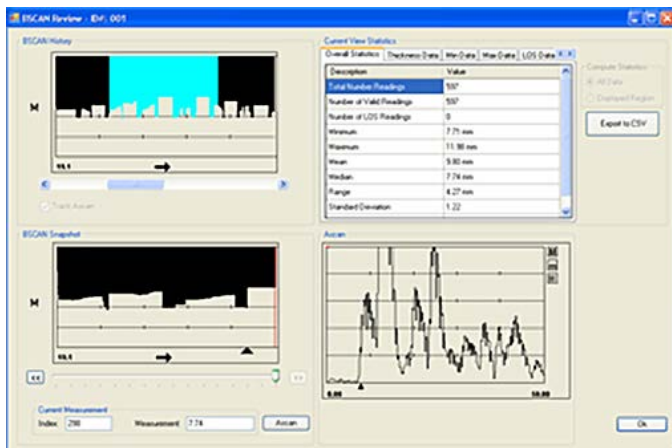 BSCAN Review - ID#: 001
BSCAN History
M
Track Ascan
Current View Statistics
Overall Statistics Thickness Data Min Data Max Data LOS Data
Description Value
Total Number Readings 597
Number of Valid Readings 597
Number of LOS Readings 0
Minimum 7.71 mm
Maximum 11.98 mm
Mean 9.80 mm
Median 7.74 mm
Range 4.27 mm
Standard Deviation 1.22
Compute Statistics
All Data
Displayed Region
Export to CSV
BSCAN Snapshot
M
<< >>
Current Measurement
Index 298 Measurement 7.74 Ascan
Ascan
0.00 50.00
Ok